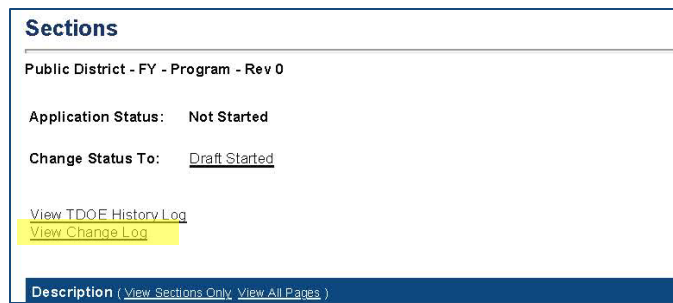 Sections
Public District - FY - Program - Rev 0
Application Status: Not Started
Change Status To: Draft Started
View TDOE History Log
View Change Log
Description ( View Sections Only View All Pages )